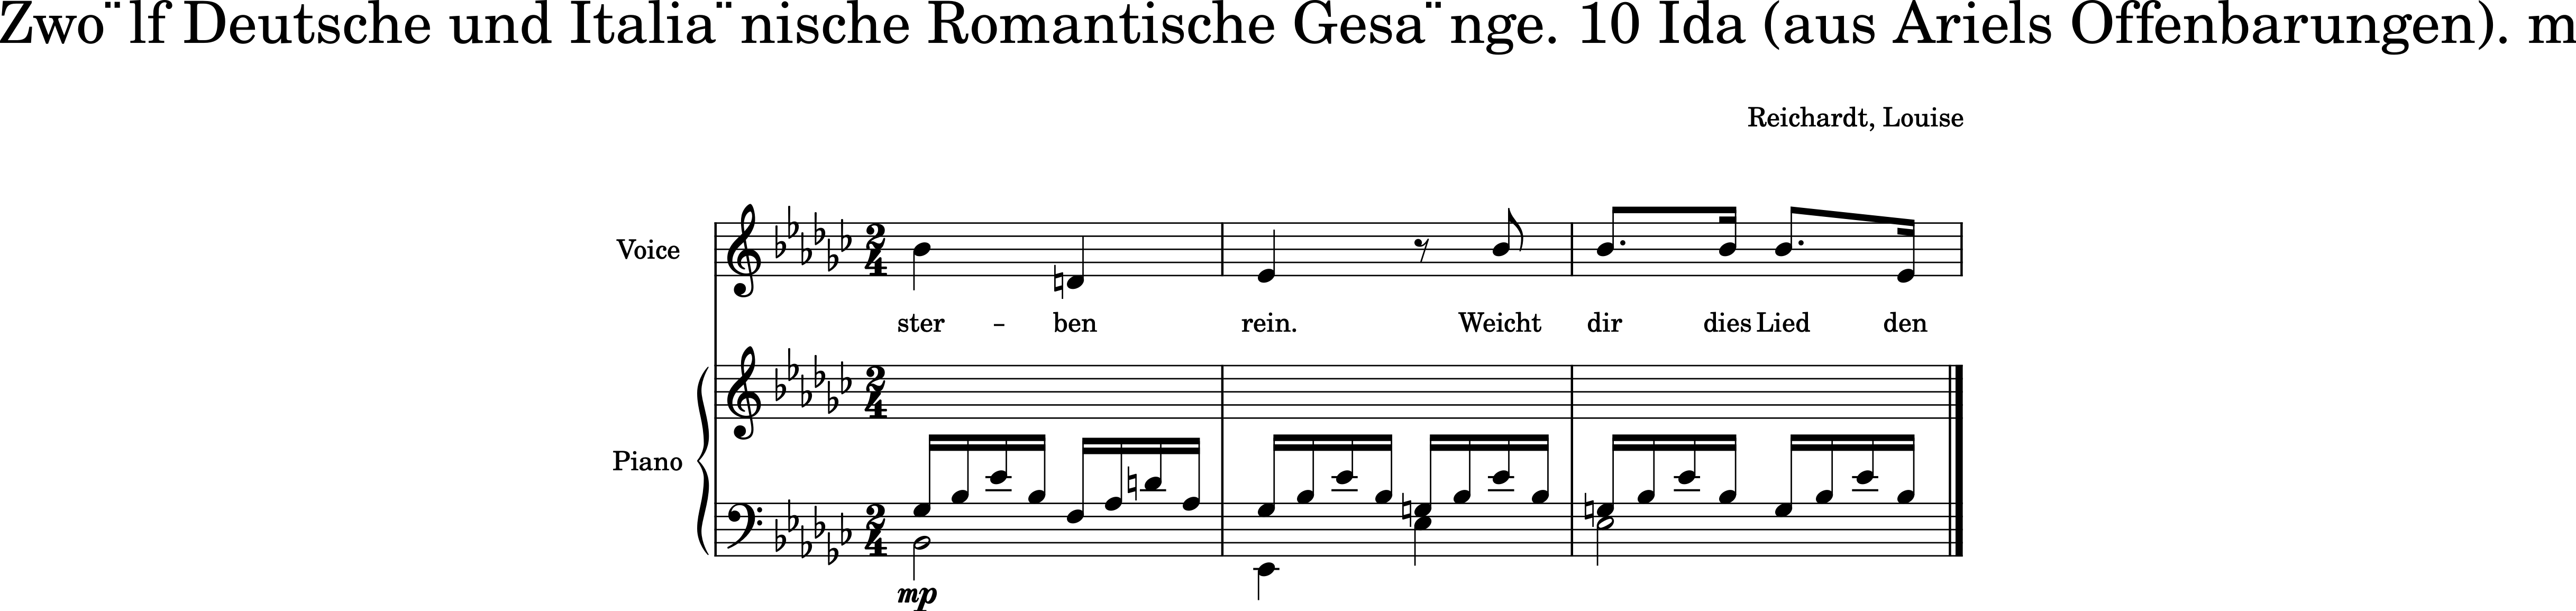 Zwo¨lf Deutsche und Italia¨nische Romantische Gesa¨nge. 10 Ida (aus Ariels Offenbarungen). m
Reichardt, Louise
Voice
ster - ben rein. Weicht dir dies Lied den
Piano
mp